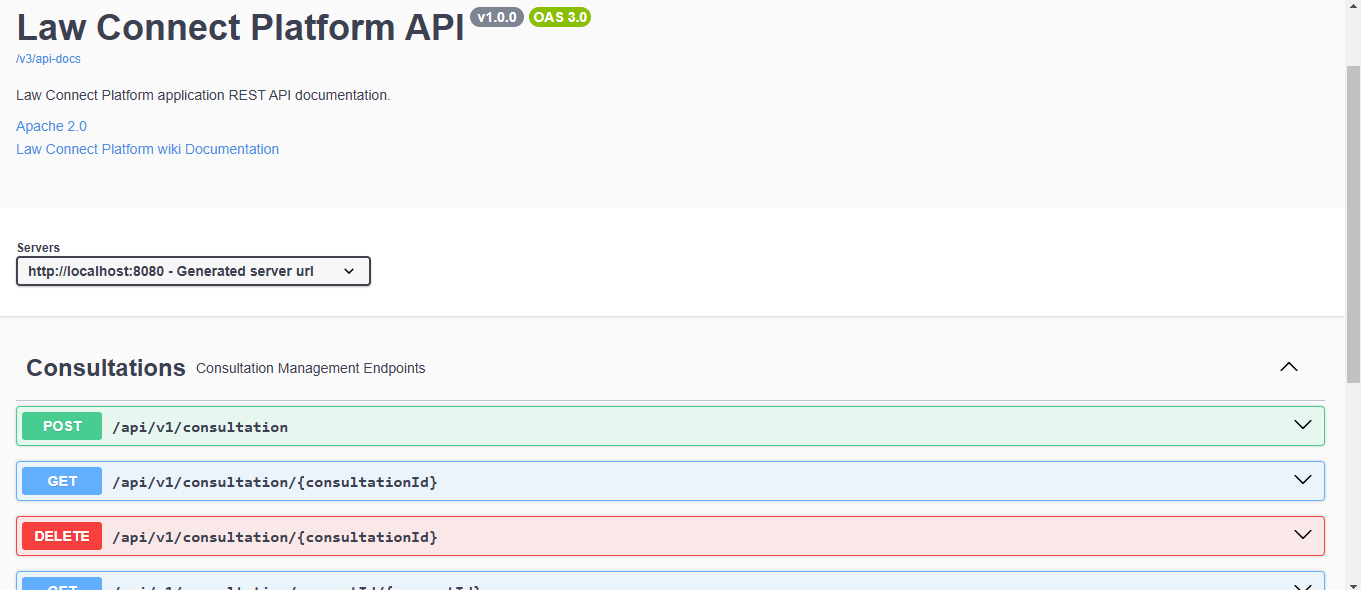 Law Connect Platform API v1.0.0 OAS 3.0
/v3/api-docs
Law Connect Platform application REST API documentation.
Apache 2.0
Law Connect Platform wiki Documentation
Servers
http://localhost:8080 - Generated server url
Consultations Consultation Management Endpoints
POST /api/v1/consultation
GET /api/v1/consultation/{consultationId}
DELETE /api/v1/consultation/{consultationId}
GET